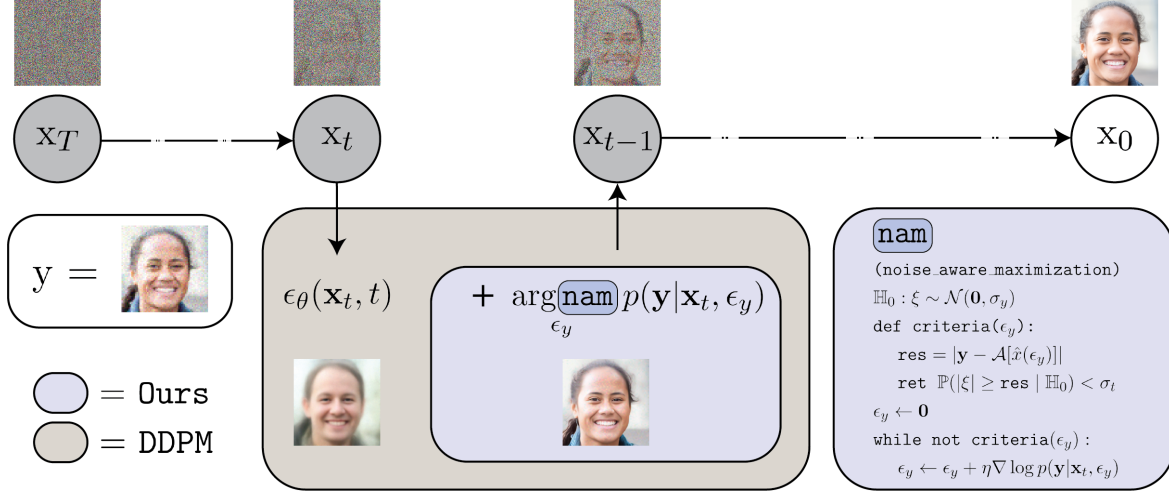 x_T
x_t
x_{t−1}
x_0
y =
ϵ_θ(𝐱_t, t)
+ arg nam p(𝐲|𝐱_t, ϵ_y)
ϵ_y
= Ours
= DDPM
nam
(noise_aware_maximization)
ℍ_0 : ξ ∼ 𝒩(𝟎, σ_y)
def criteria(ϵ_y):
res = |𝐲 − 𝒜[x̂(ϵ_y)]|
ret ℙ(|ξ| ≥ res | ℍ_0) < σ_t
ϵ_y ← 𝟎
while not criteria(ϵ_y) :
ϵ_y ← ϵ_y + η∇ log p(𝐲|𝐱_t, ϵ_y)